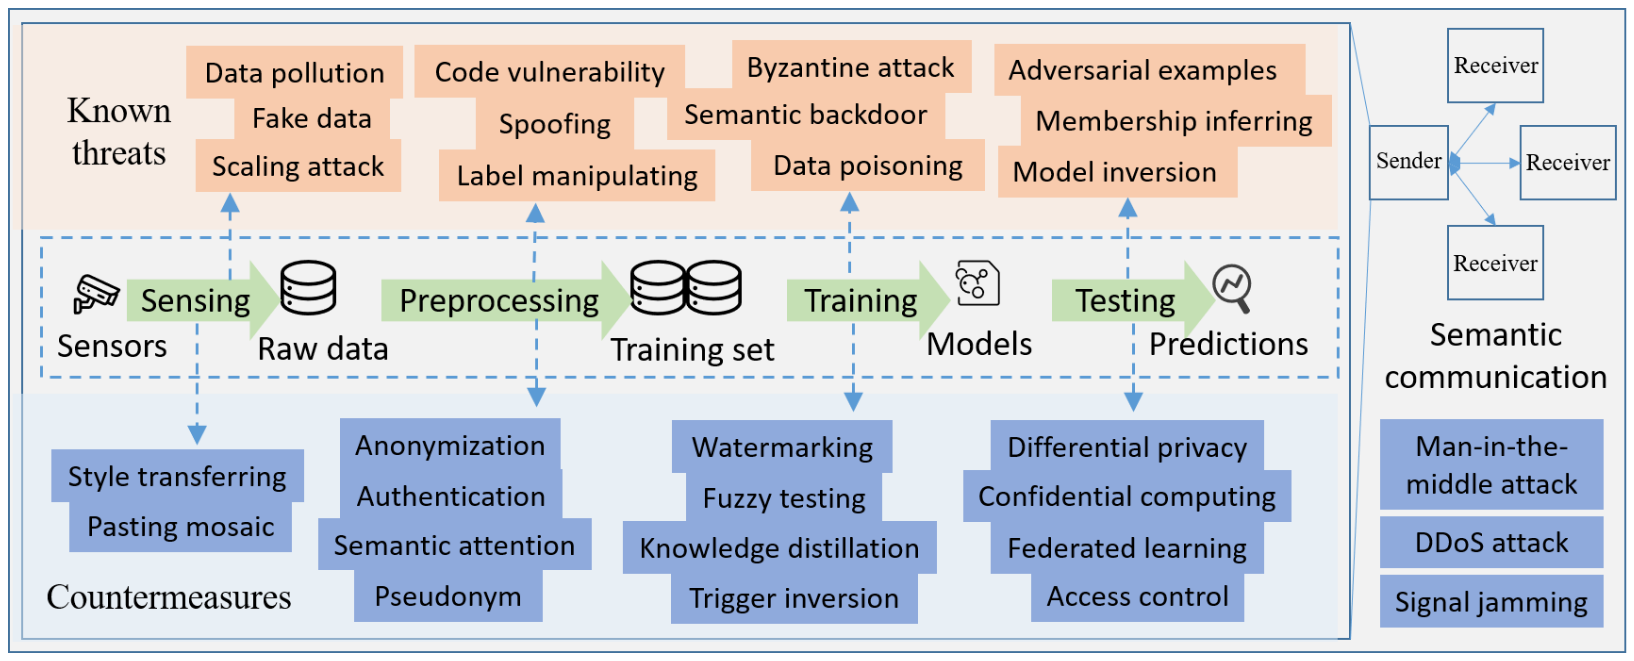 Known
threats
Data pollution
Fake data
Scaling attack
Code vulnerability
Spoofing
Label manipulating
Byzantine attack
Semantic backdoor
Data poisoning
Adversarial examples
Membership inferring
Model inversion
Sensors
Sensing
Raw data
Preprocessing
Training set
Training
Models
Testing
Predictions
Style transferring
Pasting mosaic
Countermeasures
Anonymization
Authentication
Semantic attention
Pseudonym
Watermarking
Fuzzy testing
Knowledge distillation
Trigger inversion
Differential privacy
Confidential computing
Federated learning
Access control
Receiver
Sender
Receiver
Receiver
Semantic
communication
Man-in-the-
middle attack
DDoS attack
Signal jamming